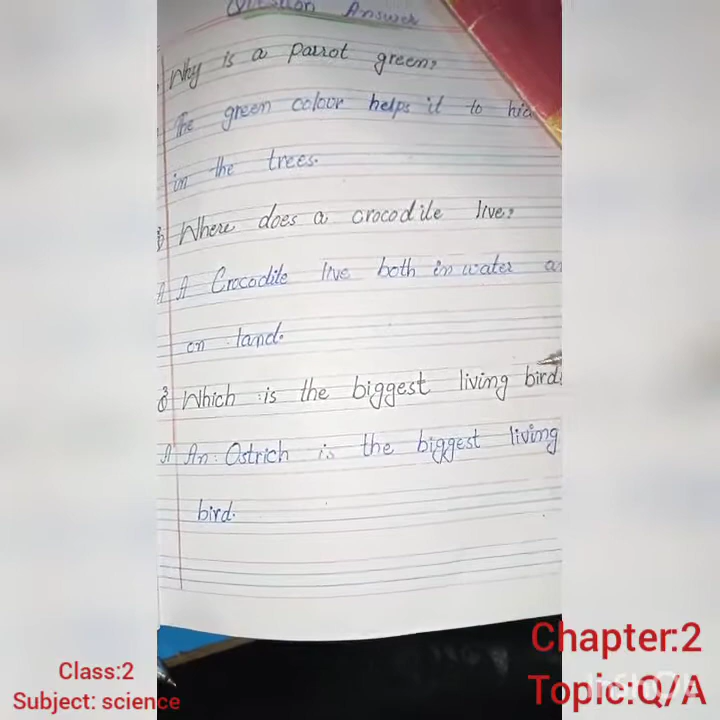 Question Answer
Why is a parrot green?
The green colour helps it to hid
in the trees.
Where does a crocodile live?
A A Crocodile live both in water a
on land.
Which is the biggest living bird?
A An Ostrich is the biggest living
bird.
Class:2
Subject: science
Chapter:2
Topic:Q/A